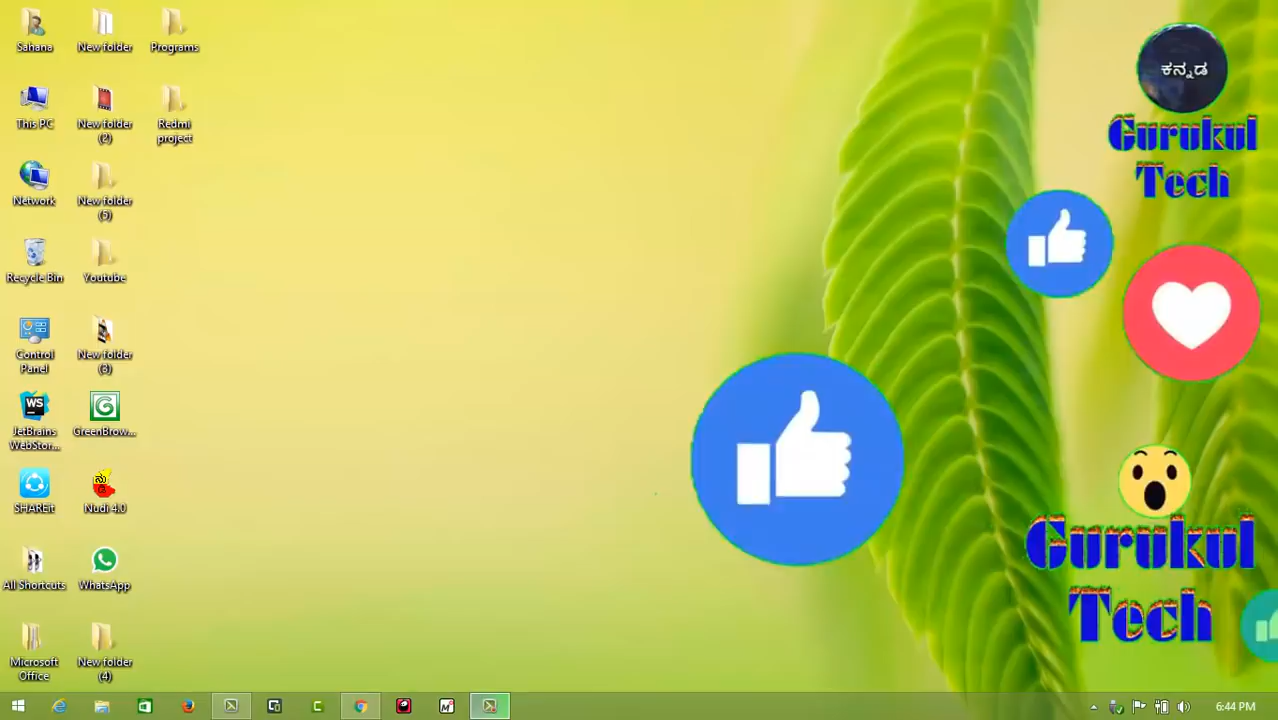 Sahana
New folder
Programs
This PC
New folder
(2)
Redmi
project
Network
New folder
(5)
Recycle Bin
Youtube
Control
Panel
New folder
(3)
WS
JetBrains
WebStor...
GreenBrow...
SHAREit
Nudi 4.0
All Shortcuts
WhatsApp
Microsoft
Office
New folder
(4)
ಕನ್ನಡ
Gurukul
Tech
Gurukul
Tech
6:44 PM